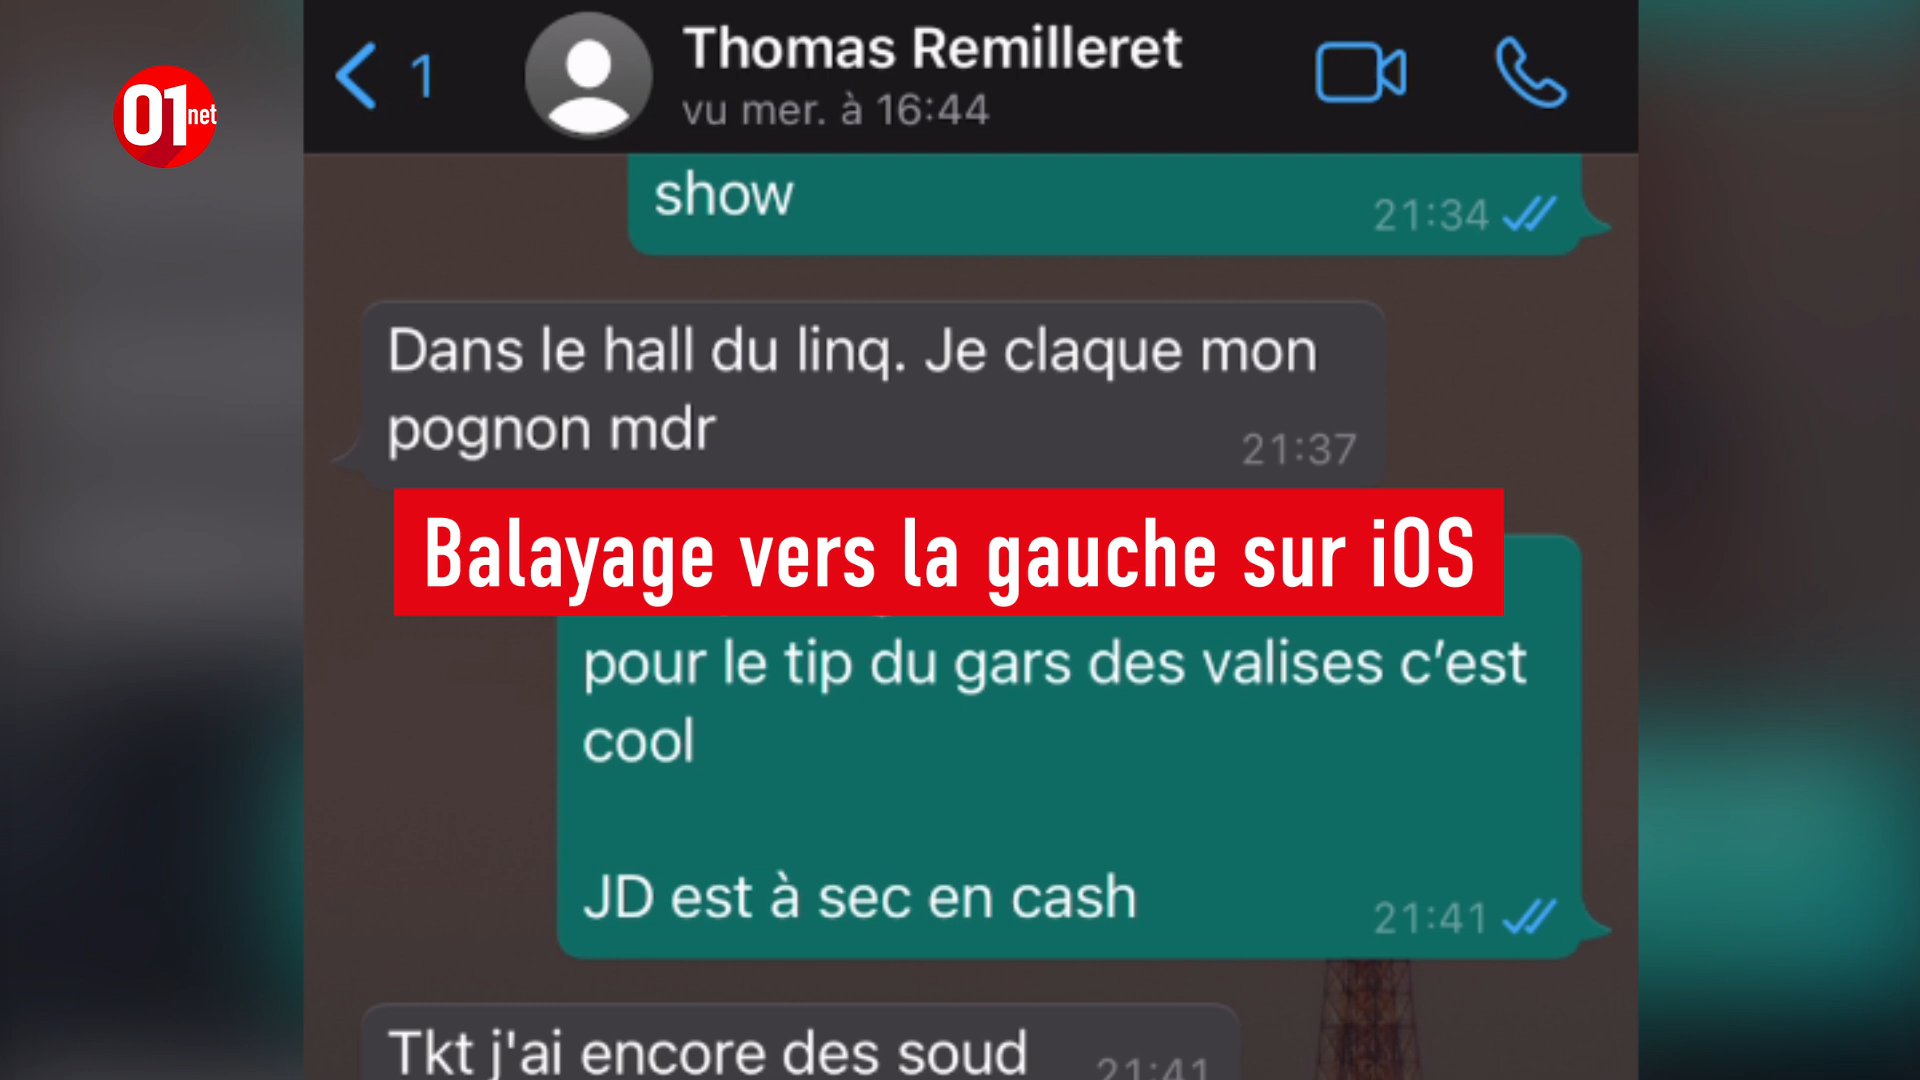 01net
1
Thomas Remilleret
vu mer. à 16:44
show
21:34
Dans le hall du linq. Je claque mon
pognon mdr
21:37
Balayage vers la gauche sur iOS
pour le tip du gars des valises c’est
cool
JD est à sec en cash
21:41
Tkt j'ai encore des soud
21:41